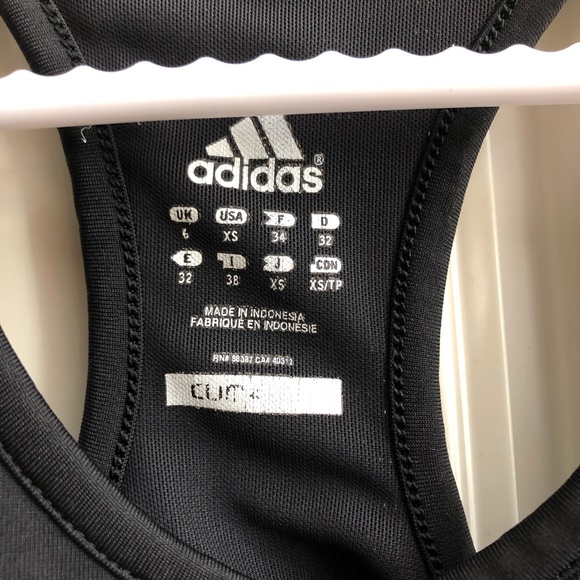 adidas®
UK USA F D
6 XS 34 32
E I J CDN
32 38 XS XS/TP
MADE IN INDONESIA
FABRIQUÉ EN INDONÉSIE
RN# 88387 CA# 40312